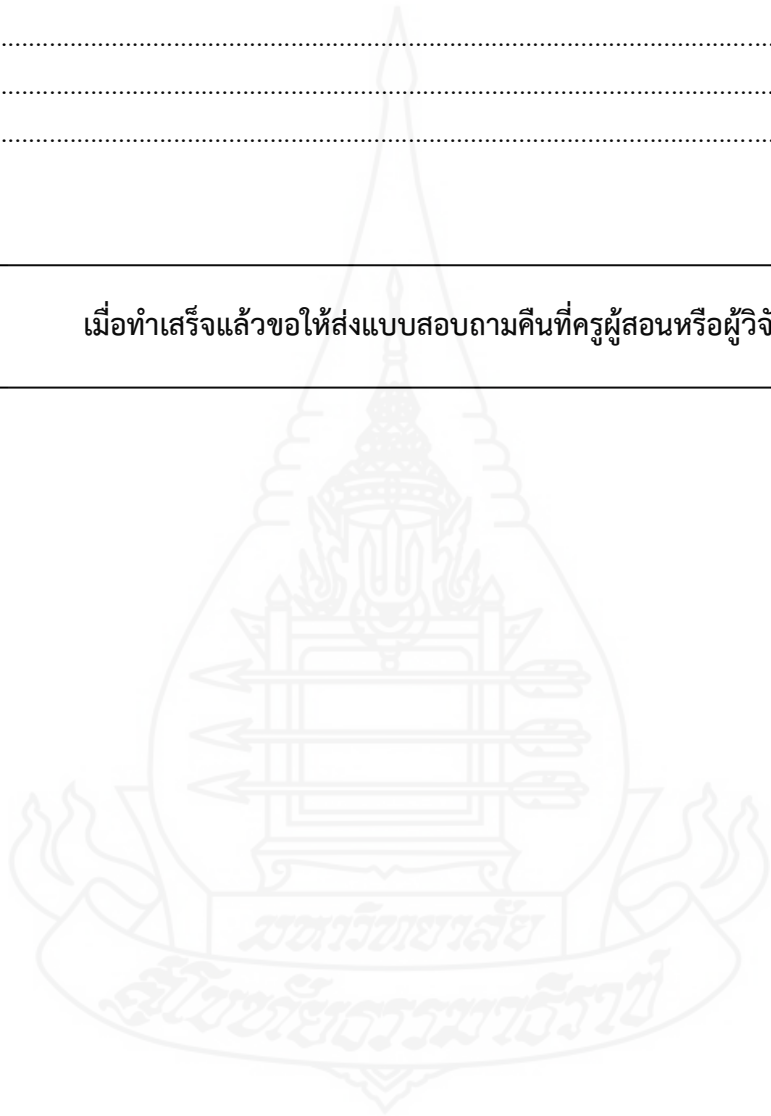 ........................................................................................................................
........................................................................................................................
........................................................................................................................
เมื่อทำเสร็จแล้วขอให้ส่งแบบสอบถามคืนที่ครูผู้สอนหรือผู้วิจั
มหาวิทยาลัย
สุโขทัยธรรมาธิราช